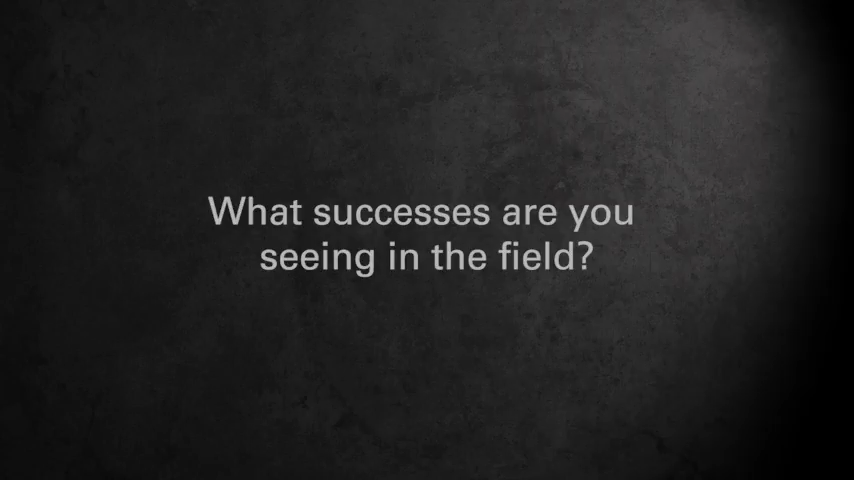 What successes are you
seeing in the field?